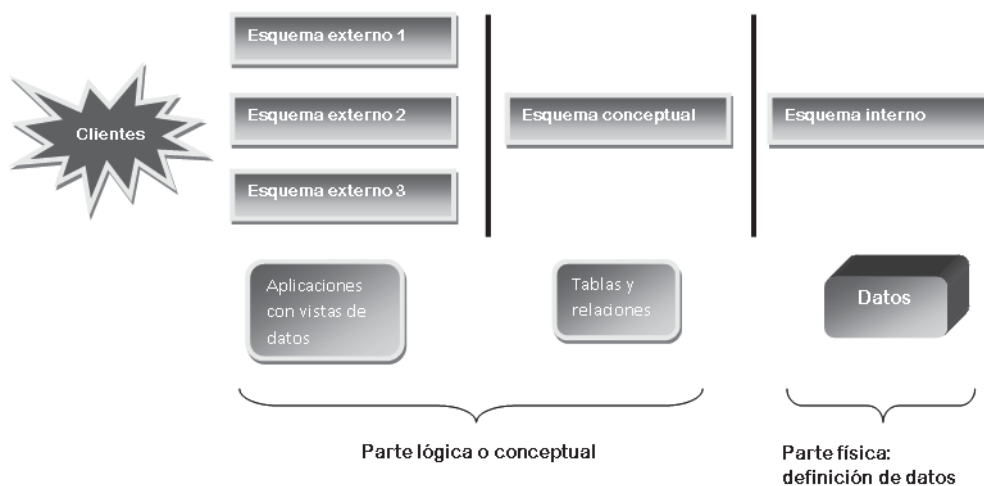 Esquema externo 1
Clientes
Esquema externo 2
Esquema conceptual
Esquema interno
Esquema externo 3
Aplicaciones
con vistas de
datos
Tablas y
relaciones
Datos
Parte lógica o conceptual
Parte física:
definición de datos